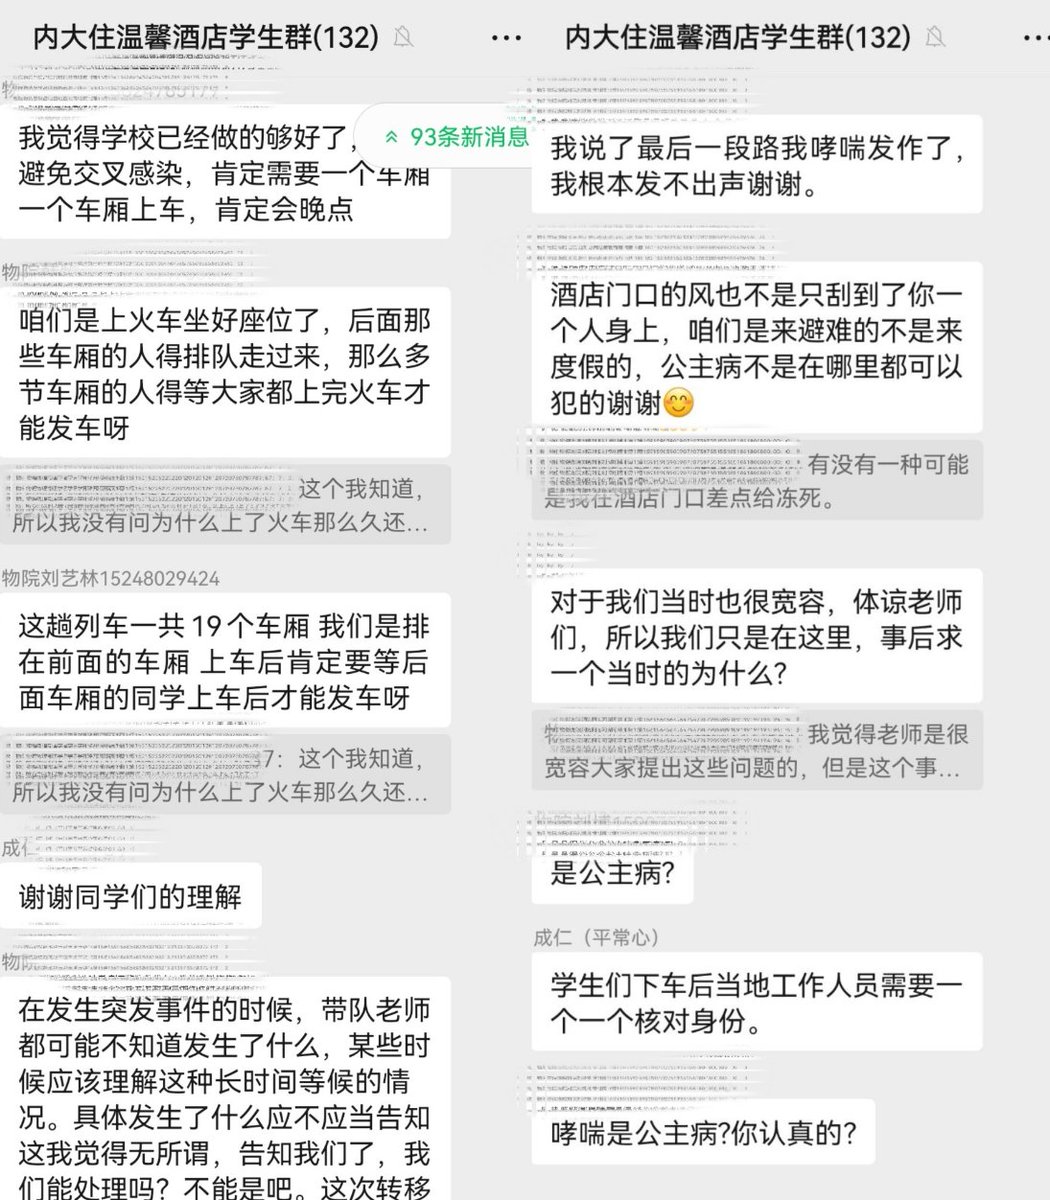 内大住温馨酒店学生群(132)
93条新消息
我觉得学校已经做的够好了,
避免交叉感染，肯定需要一个车厢
一个车厢上车，肯定会晚点
物院
咱们是上火车坐好座位了，后面那
些车厢的人得排队走过来，那么多
节车厢的人得等大家都上完火车才
能发车呀
这个我知道，
所以我没有问为什么上了火车那么久还...
物院刘艺林15248029424
这趟列车一共19个车厢 我们是排
在前面的车厢 上车后肯定要等后
面车厢的同学上车后才能发车呀
37：这个我知道，
所以我没有问为什么上了火车那么久还...
成仁
谢谢同学们的理解
物院
在发生突发事件的时候，带队老师
都可能不知道发生了什么，某些时
候应该理解这种长时间等候的情
况。具体发生了什么应不应当告知
这我觉得无所谓，告知我们了，我
们能处理吗？不能是吧。这次转移
内大住温馨酒店学生群(132)
我说了最后一段路我哮喘发作了，
我根本发不出声谢谢。
酒店门口的风也不是只刮到了你一
个人身上，咱们是来避难的不是来
度假的，公主病不是在哪里都可以
犯的谢谢😊
有没有一种可能
是我在酒店门口差点给冻死。
对于我们当时也很宽容，体谅老师
们，所以我们只是在这里，事后求
一个当时的为什么？
我觉得老师是很
宽容大家提出这些问题的，但是这个事...
是公主病?
成仁（平常心）
学生们下车后当地工作人员需要一
个一个核对身份。
哮喘是公主病?你认真的?